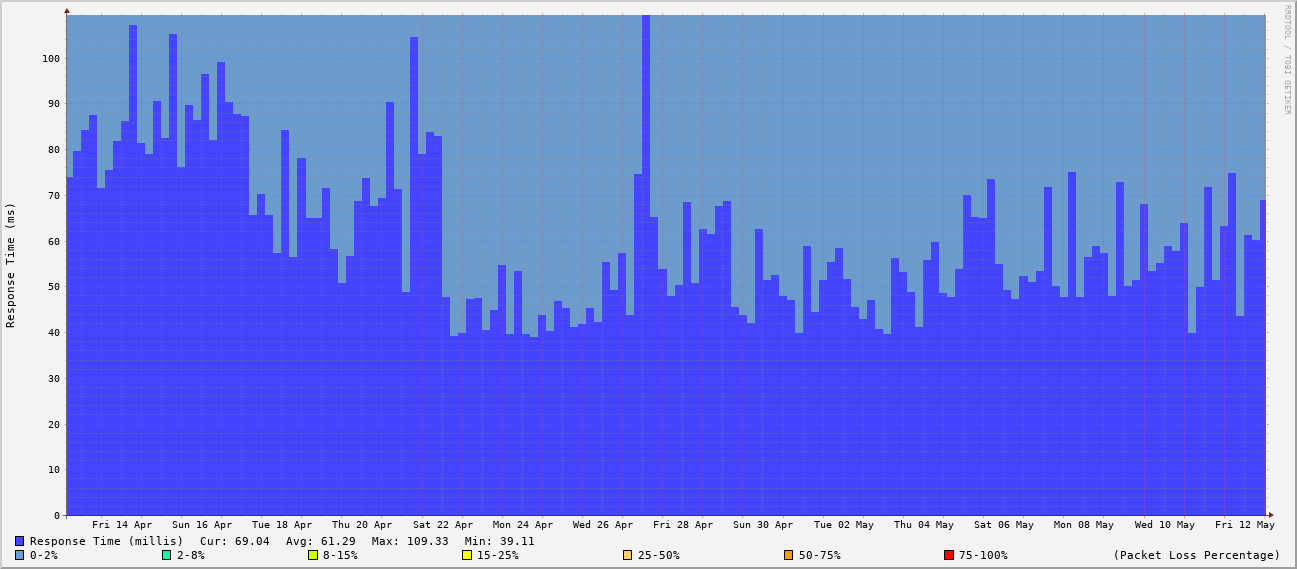 RRDTOOL / TOBI OETIKER
Response Time (ms)
100
90
80
70
60
50
40
30
20
10
0
Fri 14 Apr Sun 16 Apr Tue 18 Apr Thu 20 Apr Sat 22 Apr Mon 24 Apr Wed 26 Apr Fri 28 Apr Sun 30 Apr Tue 02 May Thu 04 May Sat 06 May Mon 08 May Wed 10 May Fri 12 May
Response Time (millis) Cur: 69.04 Avg: 61.29 Max: 109.33 Min: 39.11
0-2% 2-8% 8-15% 15-25% 25-50% 50-75% 75-100% (Packet Loss Percentage)